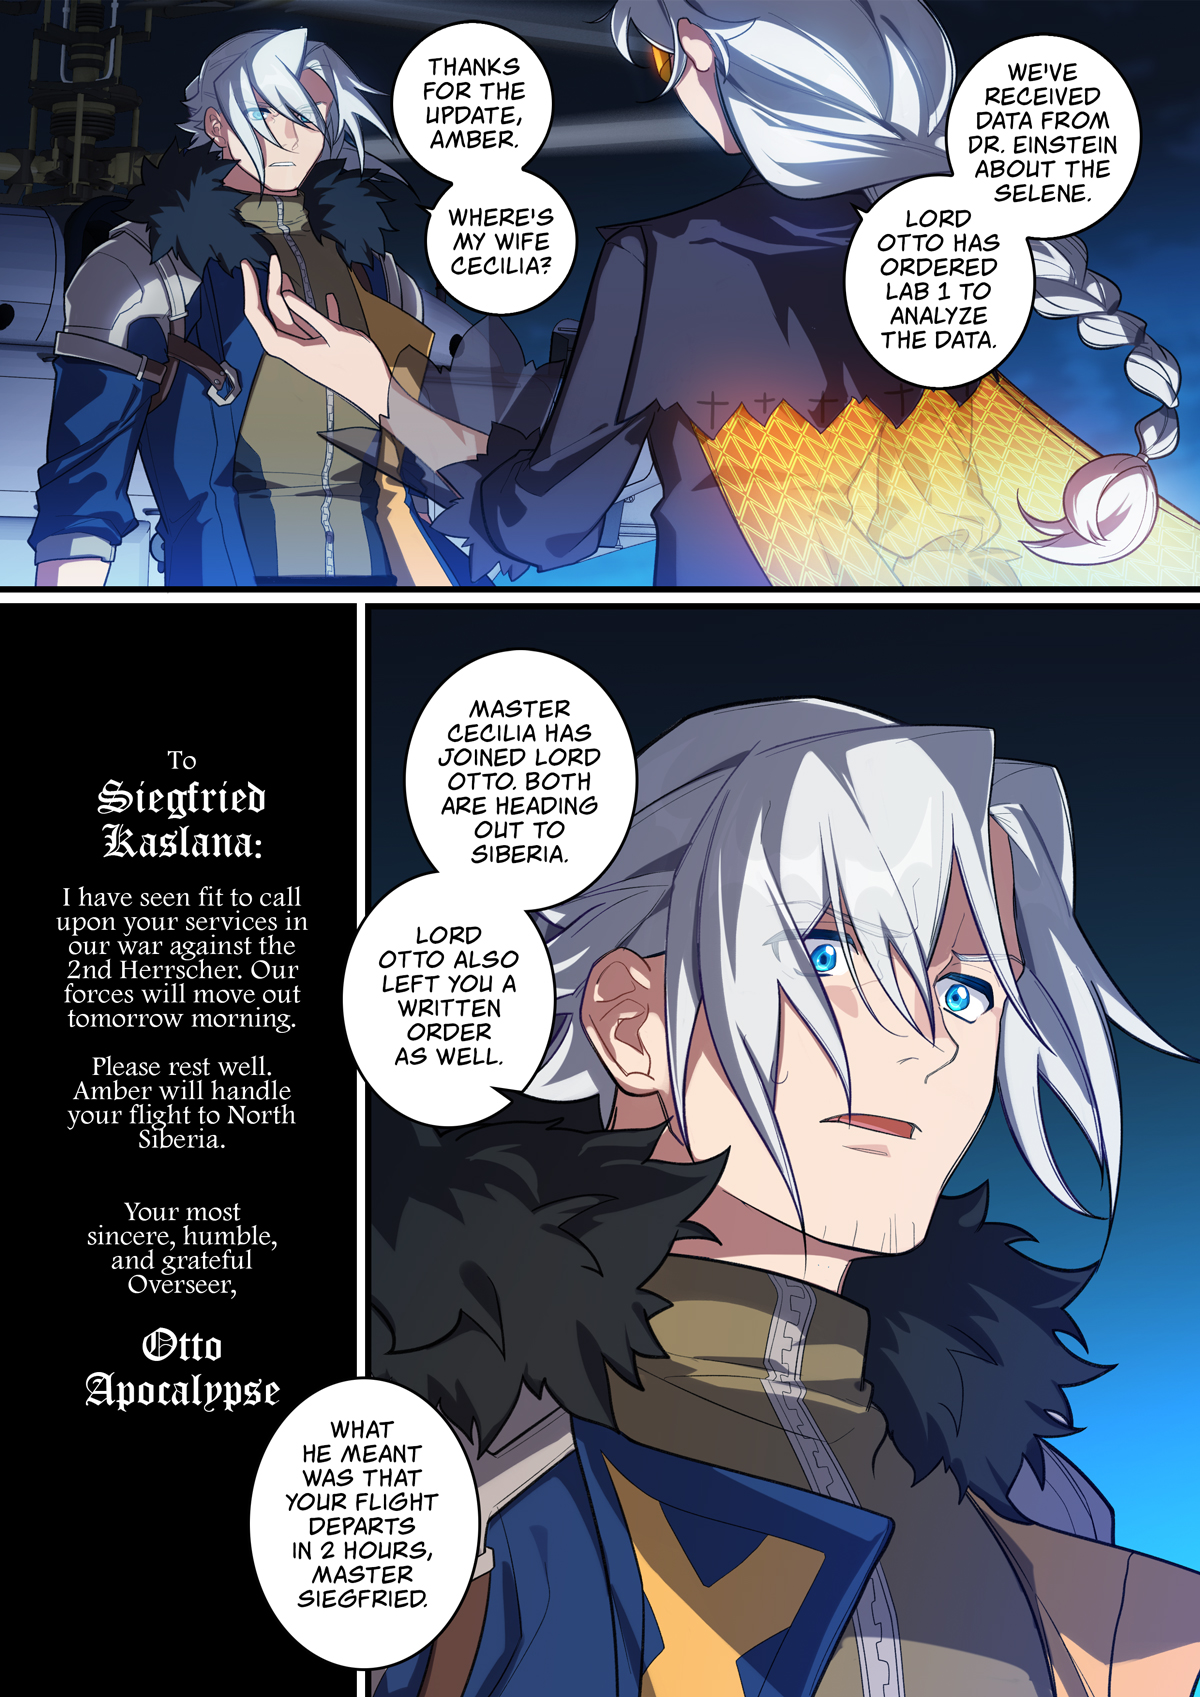 WE'VE
RECEIVED
DATA FROM
DR. EINSTEIN
ABOUT THE
SELENE.
LORD
OTTO HAS
ORDERED
LAB 1 TO
ANALYZE
THE DATA.
THANKS
FOR THE
UPDATE,
AMBER.
WHERE'S
MY WIFE
CECILIA?
MASTER
CECILIA HAS
JOINED LORD
OTTO. BOTH
ARE HEADING
OUT TO
SIBERIA.
LORD
OTTO ALSO
LEFT YOU A
WRITTEN
ORDER
AS WELL.
To
Siegfried
Kaslana:
I have seen fit to call
upon your services in
our war against the
2nd Herrscher. Our
forces will move out
tomorrow morning.
Please rest well.
Amber will handle
your flight to North
Siberia.
Your most
sincere, humble,
and grateful
Overseer,
Otto
Apocalypse
WHAT
HE MEANT
WAS THAT
YOUR FLIGHT
DEPARTS
IN 2 HOURS,
MASTER
SIEGFRIED.